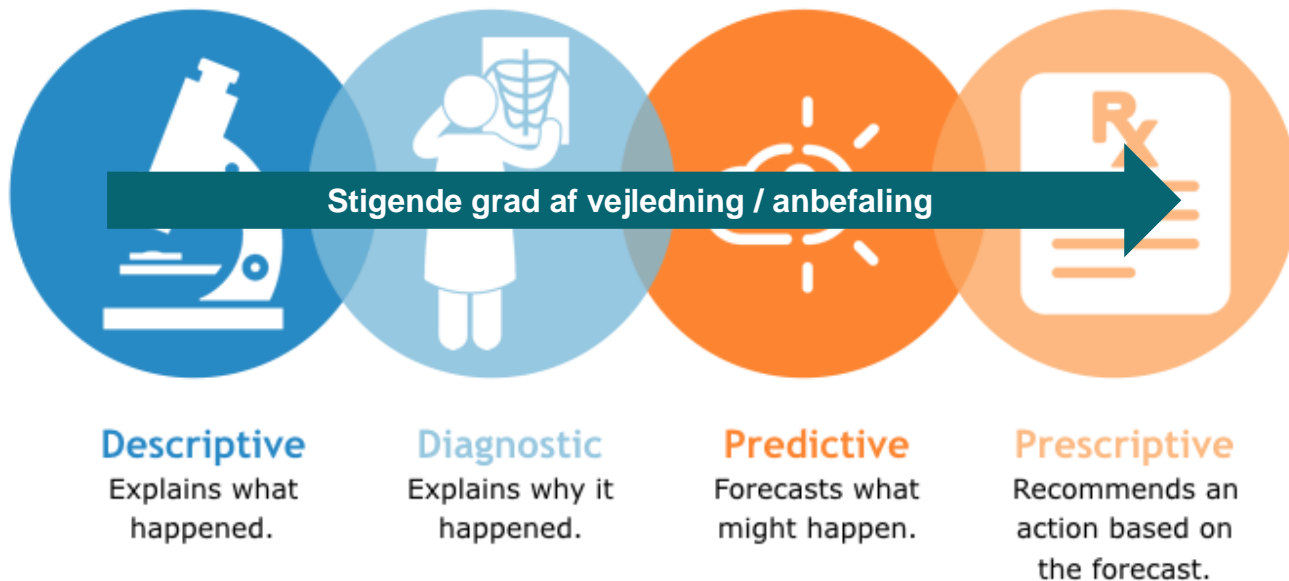 Rx
Stigende grad af vejledning / anbefaling
Descriptive
Explains what
happened.
Diagnostic
Explains why it
happened.
Predictive
Forecasts what
might happen.
Prescriptive
Recommends an
action based on
the forecast.